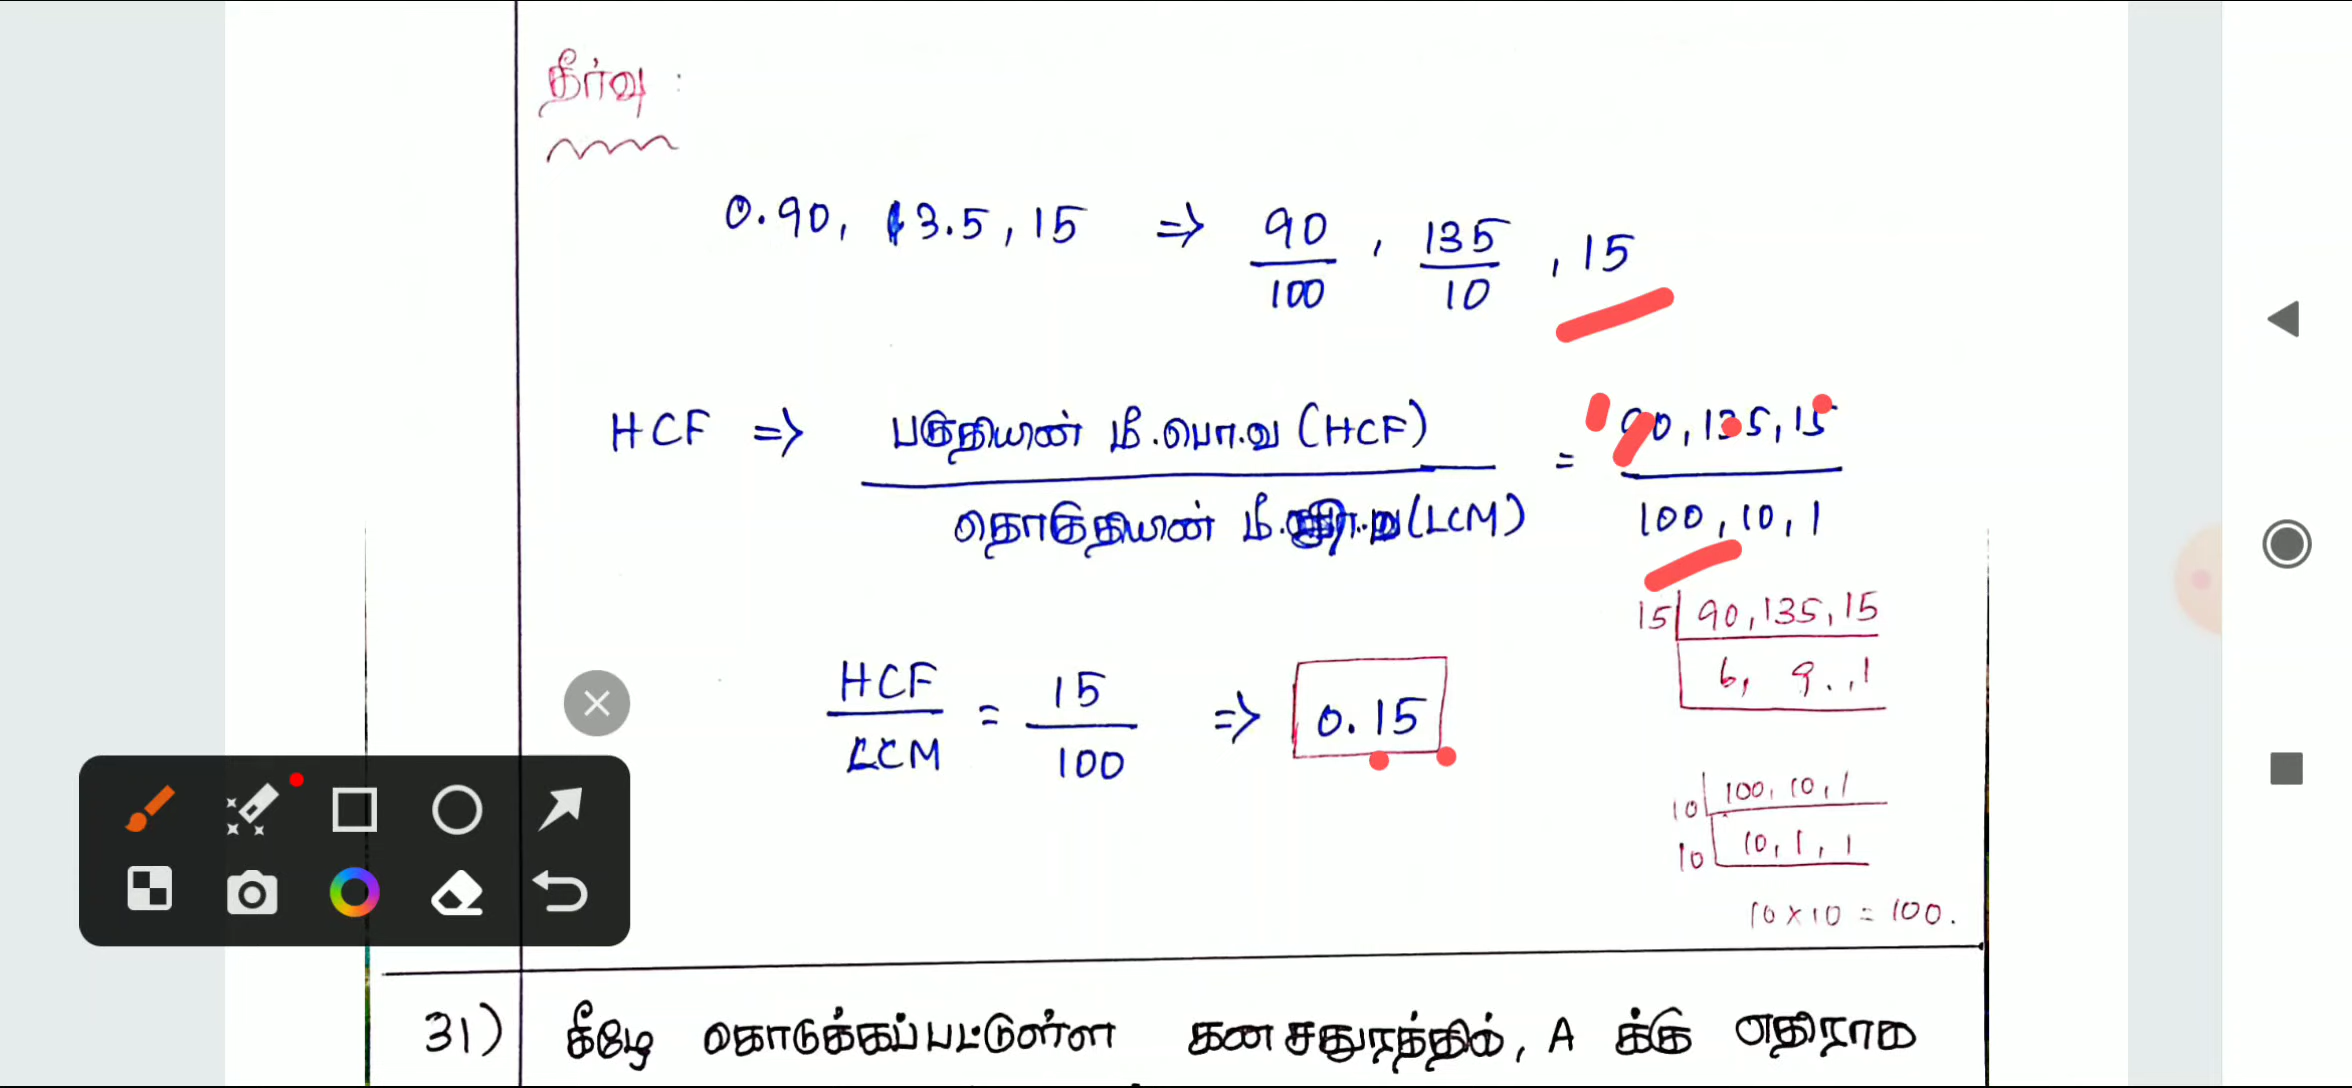 தீர்வு :
0.90, 13.5, 15 => 90/100 , 135/10 , 15
HCF => பகுதியின் மீ.பொ.வ (HCF) / தொகுதியின் மீ. (LCM) = 90, 135, 15 / 100, 10, 1
15 | 90, 135, 15
6, 9, 1
HCF / LCM = 15 / 100 => 0.15
10 | 100, 10, 1
10 | 10, 1, 1
10 x 10 = 100.
31) கீழே கொடுக்கப்பட்டுள்ள கன சதுரத்தில், A க்கு எதிராக